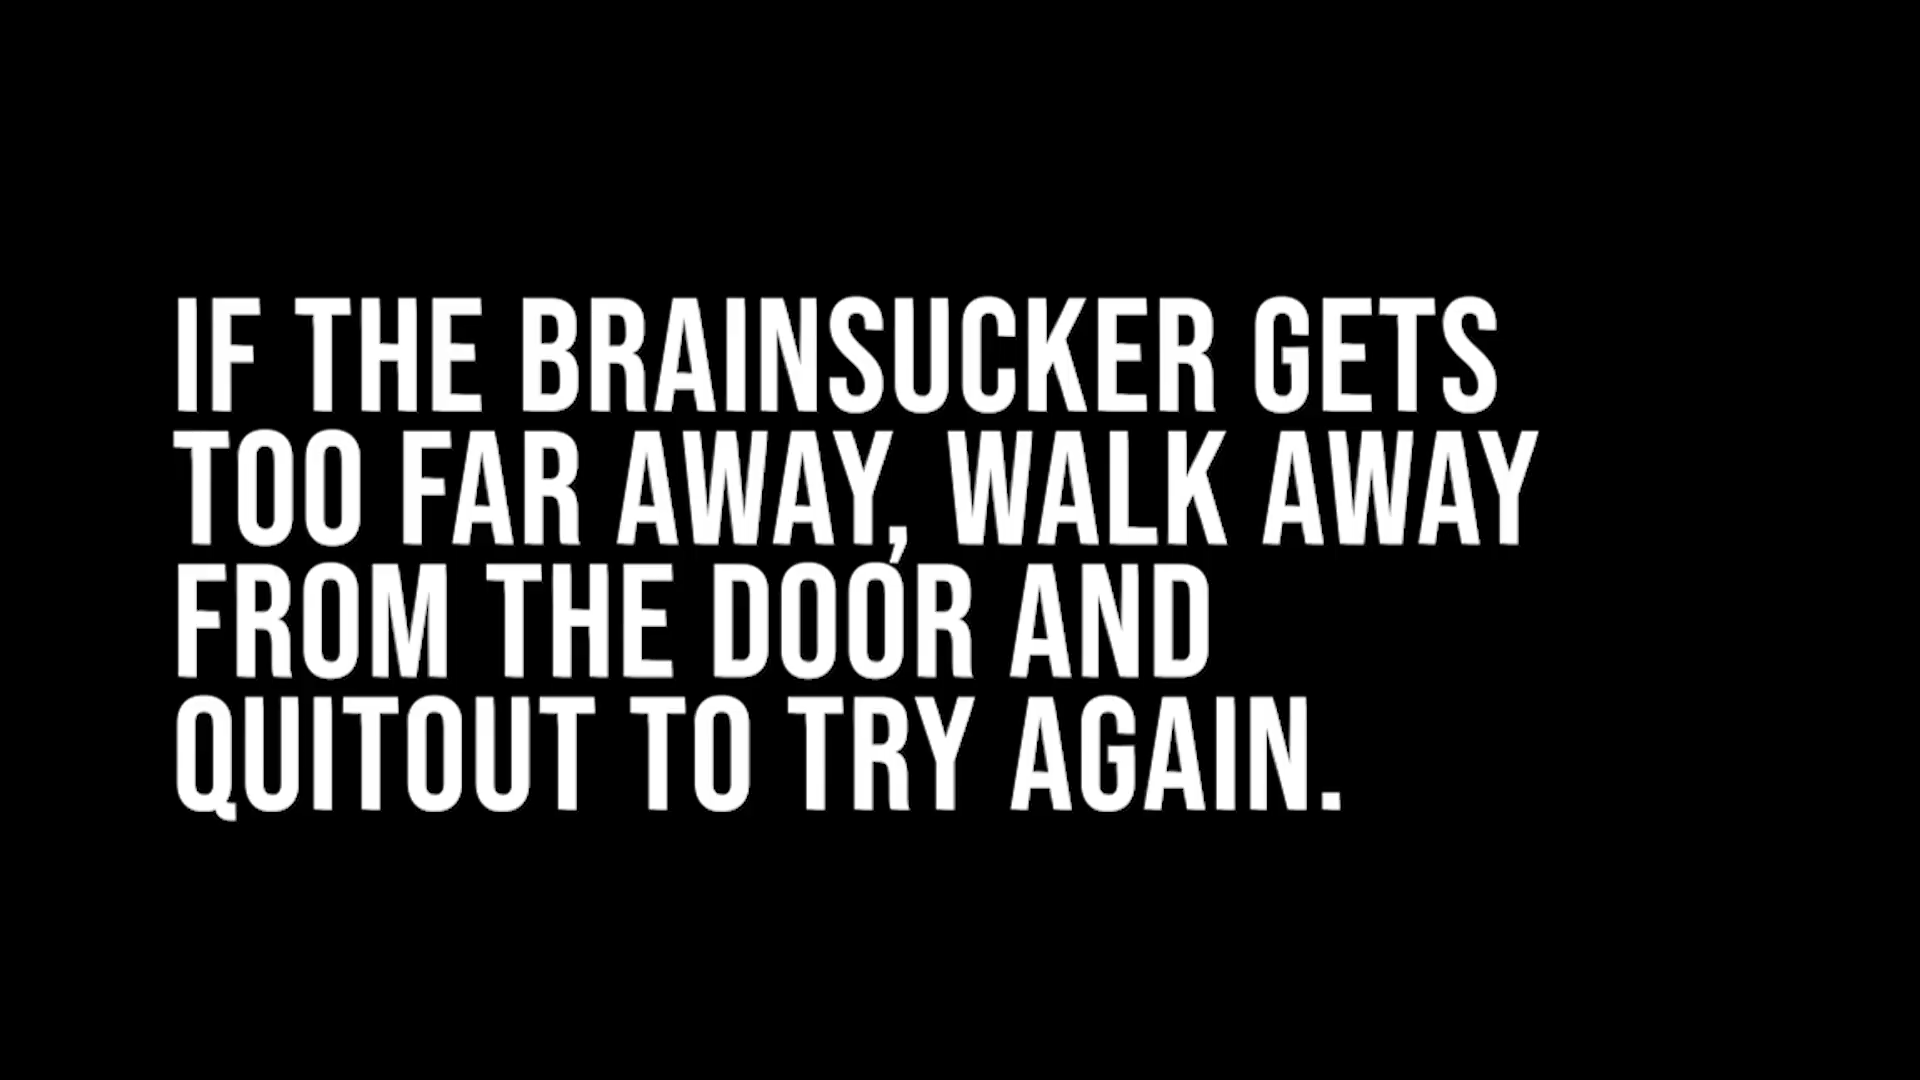 IF THE BRAINSUCKER GETS
TOO FAR AWAY, WALK AWAY
FROM THE DOOR AND
QUITOUT TO TRY AGAIN.